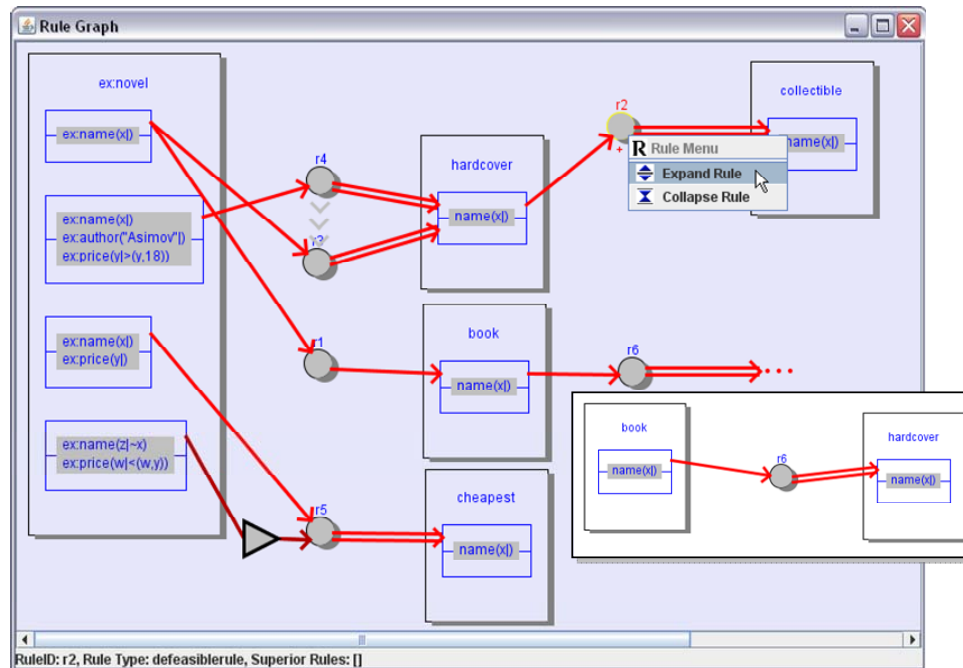 Rule Graph
ex:novel
ex:name(x|)
ex:name(x|)
ex:author("Asimov"|)
ex:price(y|>(y,18))
ex:name(x|)
ex:price(y|)
ex:name(z|~x)
ex:price(w|<(w,y))
r4
r3
r1
r5
hardcover
name(x|)
book
name(x|)
cheapest
name(x|)
r2
+
collectible
name(x|)
R Rule Menu
Expand Rule
Collapse Rule
r6
...
book
name(x|)
r6
hardcover
name(x|)
RuleID: r2, Rule Type: defeasiblerule, Superior Rules: []